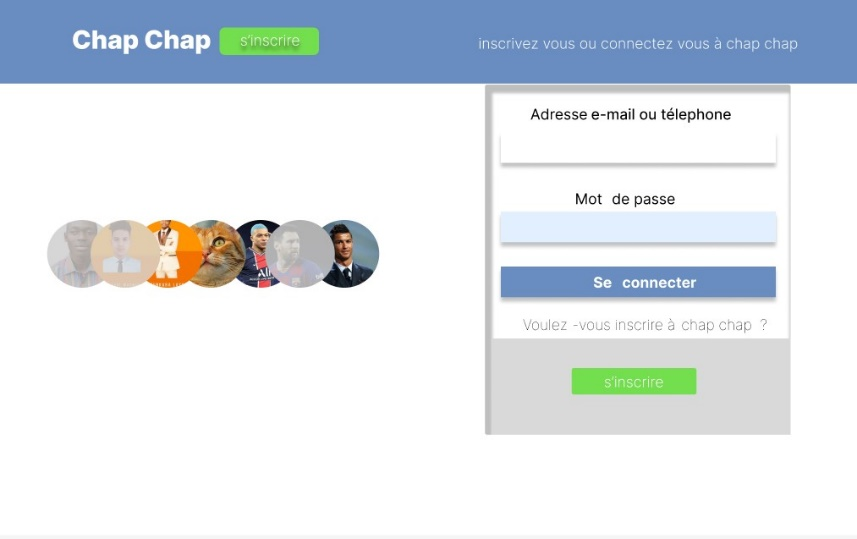 Chap Chap
s'inscrire
inscrivez vous ou connectez vous à chap chap
Adresse e-mail ou télephone
Mot de passe
Se connecter
Voulez -vous inscrire à chap chap ?
s'inscrire